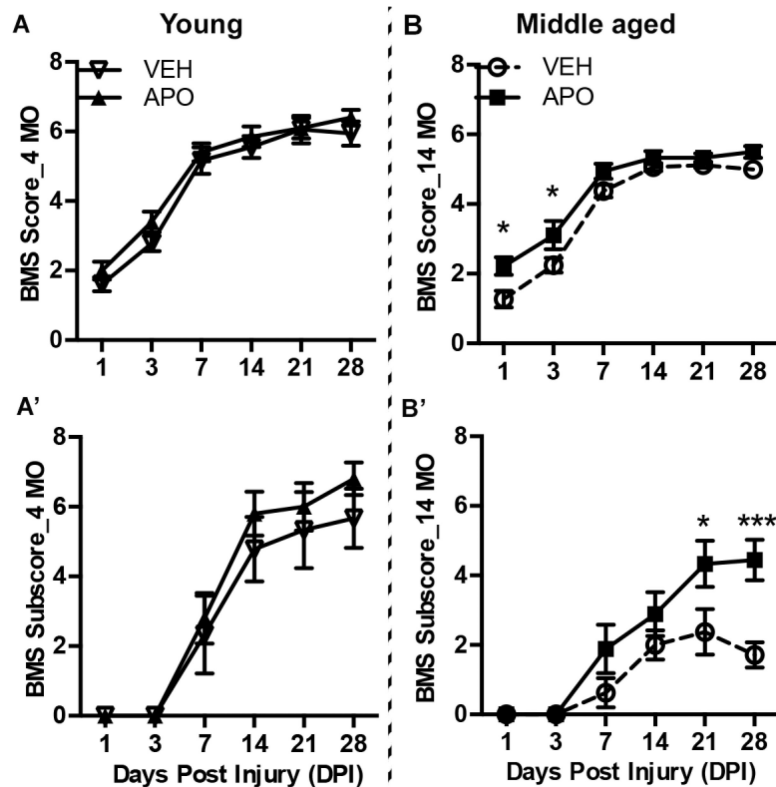 A Young
VEH
APO
BMS Score_4 MO
8
6
4
2
0
1 3 7 14 21 28
B Middle aged
VEH
APO
BMS Score_14 MO
8
6
4
2
0
* *
1 3 7 14 21 28
A'
BMS Subscore_4 MO
8
6
4
2
0
1 3 7 14 21 28
Days Post Injury (DPI)
B'
BMS Subscore_14 MO
8
6
4
2
0
* ***
1 3 7 14 21 28
Days Post Injury (DPI)